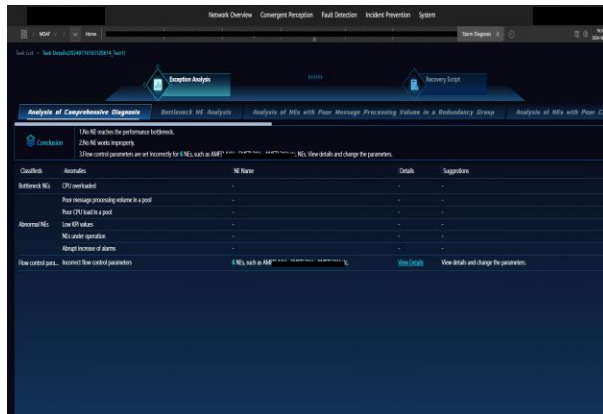 Network Overview Convergent Perception Fault Detection Incident Prevention System
MDAF Home Storm Diagnosis
Task List
Exception Analysis >>>>> Recovery Script
Analysis of Comprehensive Diagnosis Bottleneck NE Analysis Analysis of NEs with Poor Message Processing Volume in a Redundancy Group Analysis of NEs with Poor C
Conclusion
1.No NE reaches the performance bottleneck.
2.No NE works improperly.
3.Flow control parameters are set incorrectly for 6 NEs, such as NEs. View details and change the parameters.
Classifieds Anomalies NE Name Details Suggestions
Bottleneck NEs CPU overloaded - - -
Poor message processing volume in a pool - - -
Poor CPU load in a pool - - -
Abnormal NEs Low KPI values - - -
NEs under operation - - -
Abrupt increase of alarms - - -
Flow control para... Incorrect flow control parameters 6 NEs, such as View Details View details and change the parameters.